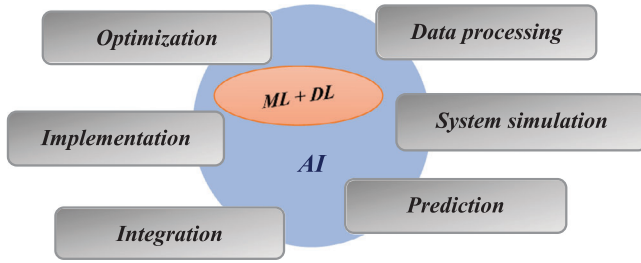 Optimization
Data processing
ML + DL
Implementation
System simulation
AI
Prediction
Integration